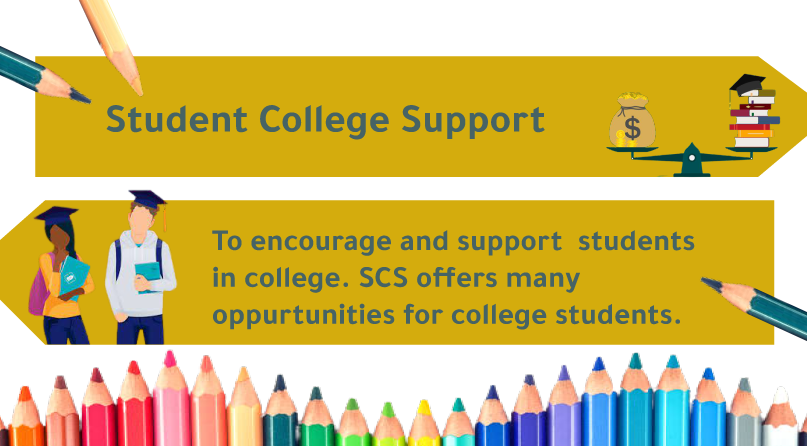 Student College Support
$
To encourage and support  students
in college. SCS offers many
oppurtunities for college students.